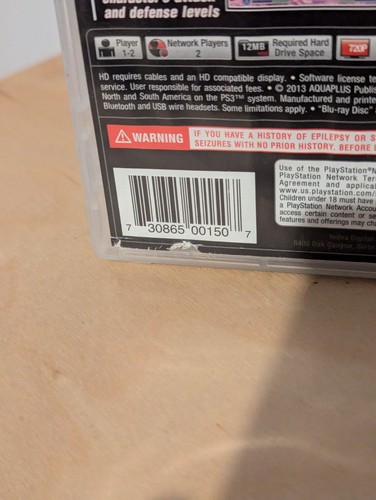 and defense levels
Player
1-2
Network Players
2
12MB
Required Hard
Drive Space
720P
HD requires cables and an HD compatible display. • Software license te
service. User responsible for associated fees. • © 2013 AQUAPLUS Publis
North and South America on the PS3™ system. Manufactured and printe
Bluetooth and USB wire headsets. Some limitations apply. • "Blu-ray Disc"
WARNING
IF YOU HAVE A HISTORY OF EPILEPSY OR S
SEIZURES WITH NO PRIOR HISTORY, BEFORE
Use of the PlayStation®N
PlayStation Network Ter
Agreement and applica
www.us.playstation.com/
Children under 18 must have
a PlayStation Network Accou
access certain content or se
features and offerings may cha
7 30865 00150 7